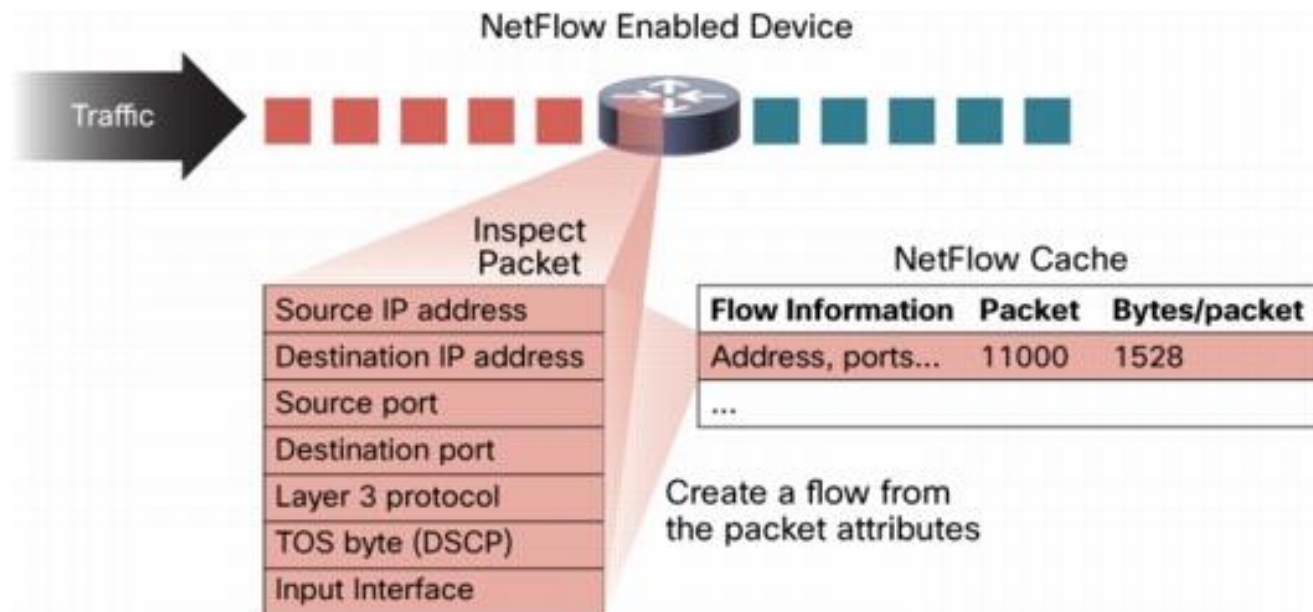 NetFlow Enabled Device
Traffic
Inspect
Packet
Source IP address
Destination IP address
Source port
Destination port
Layer 3 protocol
TOS byte (DSCP)
Input Interface
NetFlow Cache
Flow Information Packet Bytes/packet
Address, ports... 11000 1528
...
Create a flow from
the packet attributes